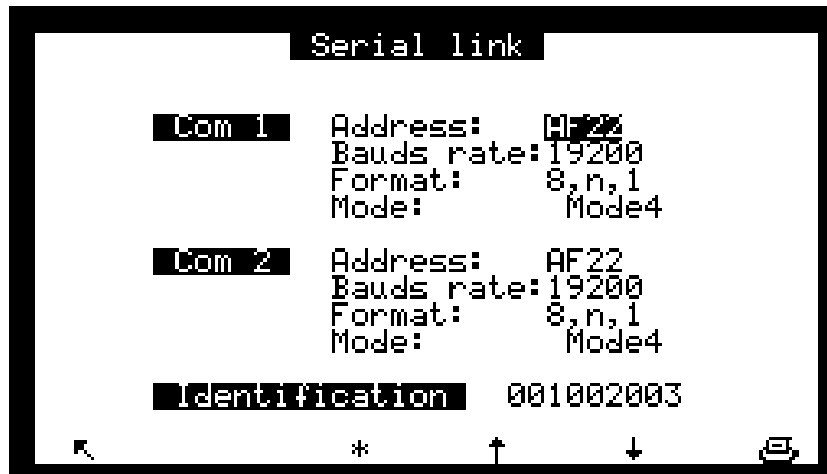 Serial link
Com 1 Address: AF22
Bauds rate:19200
Format: 8,n,1
Mode: Mode4
Com 2 Address: AF22
Bauds rate:19200
Format: 8,n,1
Mode: Mode4
Identification 001002003
*